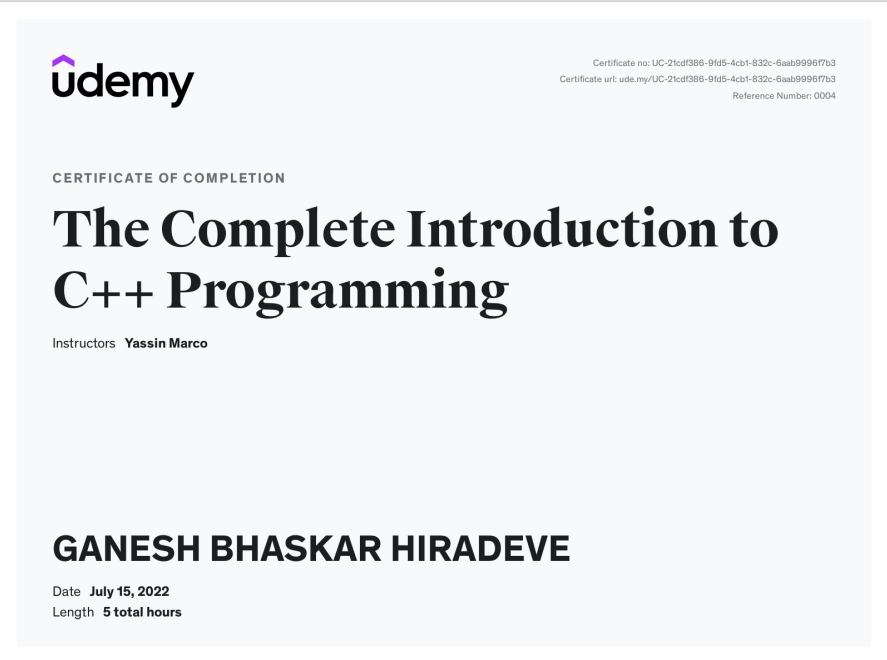 udemy
Certificate no: UC-21cdf386-9fd5-4cb1-832c-6aab9996f7b3
Certificate url: ude.my/UC-21cdf386-9fd5-4cb1-832c-6aab9996f7b3
Reference Number: 0004
CERTIFICATE OF COMPLETION
The Complete Introduction to
C++ Programming
Instructors Yassin Marco
GANESH BHASKAR HIRADEVE
Date July 15, 2022
Length 5 total hours